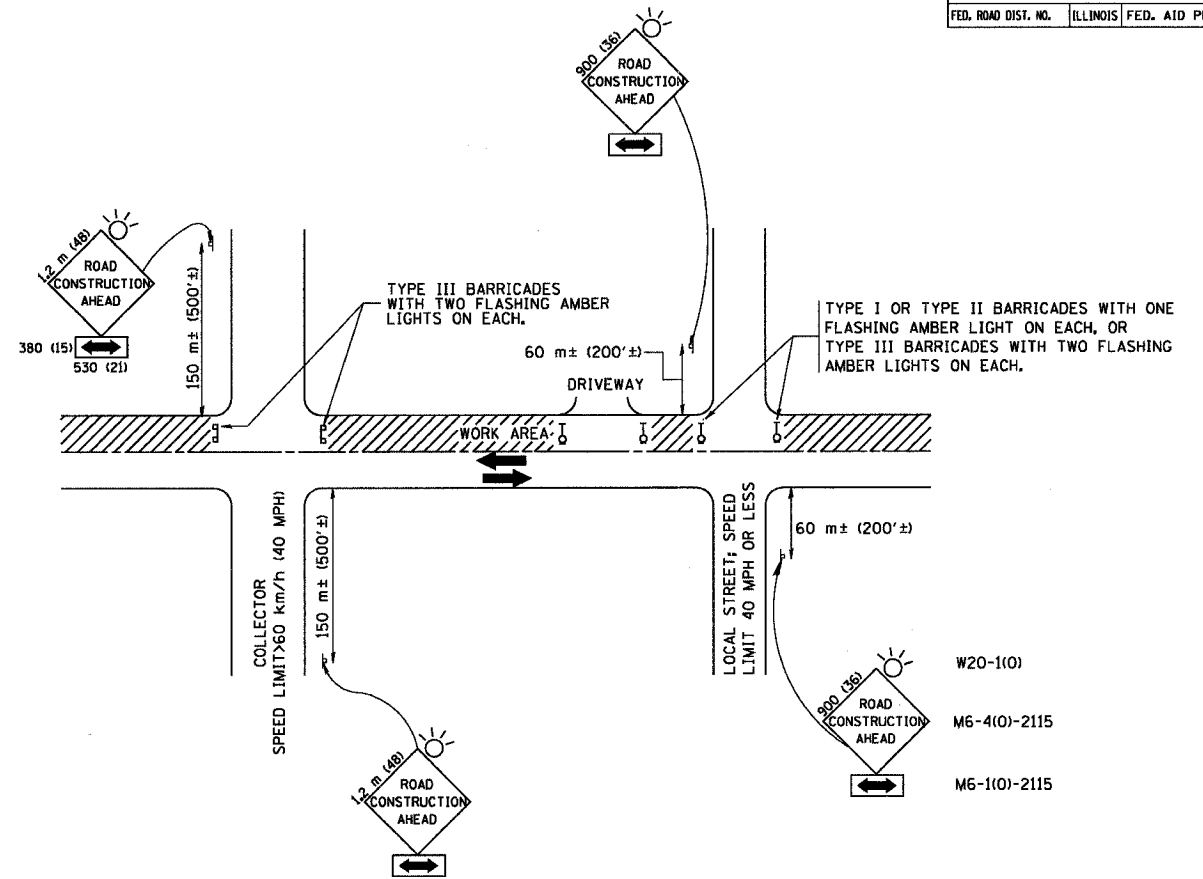 FED. ROAD DIST. NO. ILLINOIS FED. AID
900 (36)
ROAD
CONSTRUCTION
AHEAD
1.2 m (48)
ROAD
CONSTRUCTION
AHEAD
380 (15)
530 (21)
150 m± (500'±)
TYPE III BARRICADES
WITH TWO FLASHING AMBER
LIGHTS ON EACH.
60 m± (200'±)
DRIVEWAY
TYPE I OR TYPE II BARRICADES WITH ONE
FLASHING AMBER LIGHT ON EACH, OR
TYPE III BARRICADES WITH TWO FLASHING
AMBER LIGHTS ON EACH.
WORK AREA
COLLECTOR
SPEED LIMIT>60 km/h (40 MPH)
150 m± (500'±)
LOCAL STREET; SPEED
LIMIT 40 MPH OR LESS
60 m± (200'±)
1.2 m (48)
ROAD
CONSTRUCTION
AHEAD
900 (36)
ROAD
CONSTRUCTION
AHEAD
W20-1(O)
M6-4(O)-2115
M6-1(O)-2115